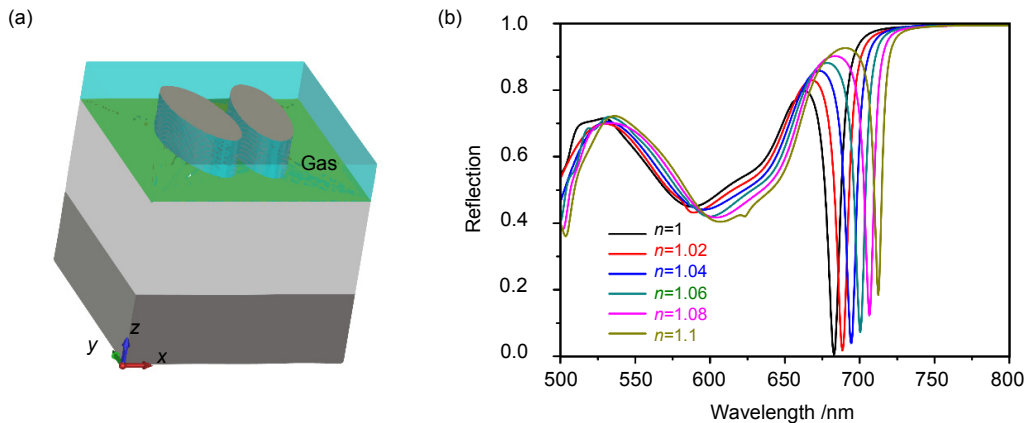 (a)
Gas
z
y
x
(b)
1.0
0.8
0.6
0.4
0.2
0.0
Reflection
n=1
n=1.02
n=1.04
n=1.06
n=1.08
n=1.1
500 550 600 650 700 750 800
Wavelength /nm